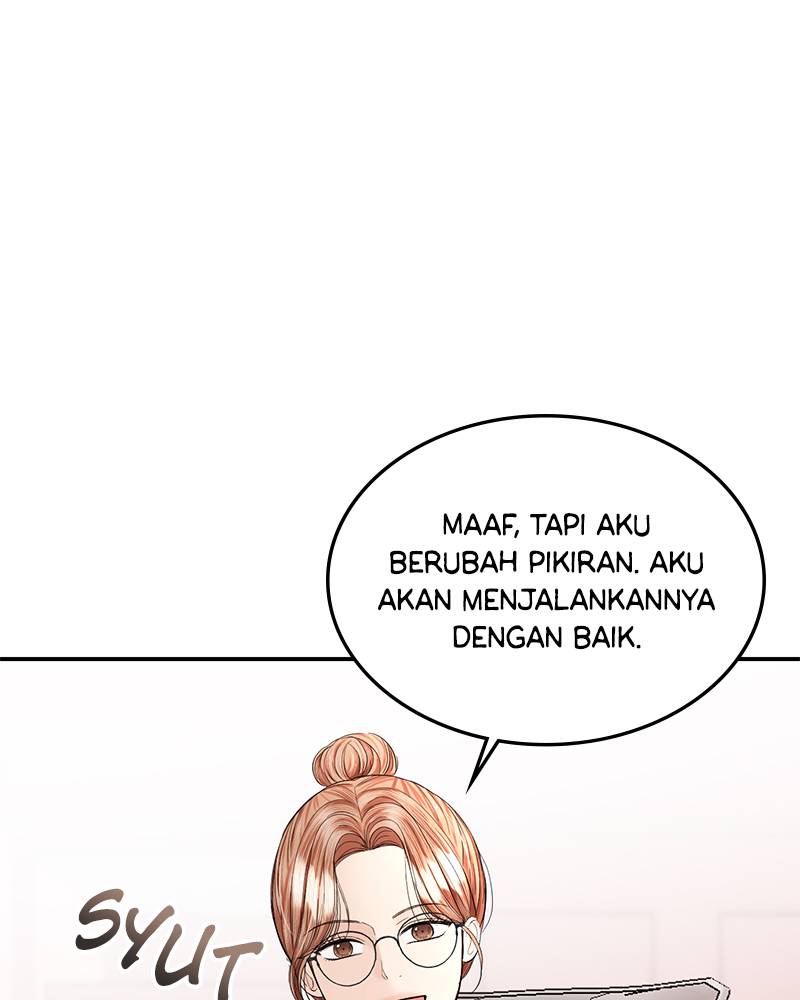 MAAF, TAPI AKU
BERUBAH PIKIRAN. AKU
AKAN MENJALANKANNYA
DENGAN BAIK.
SYUT